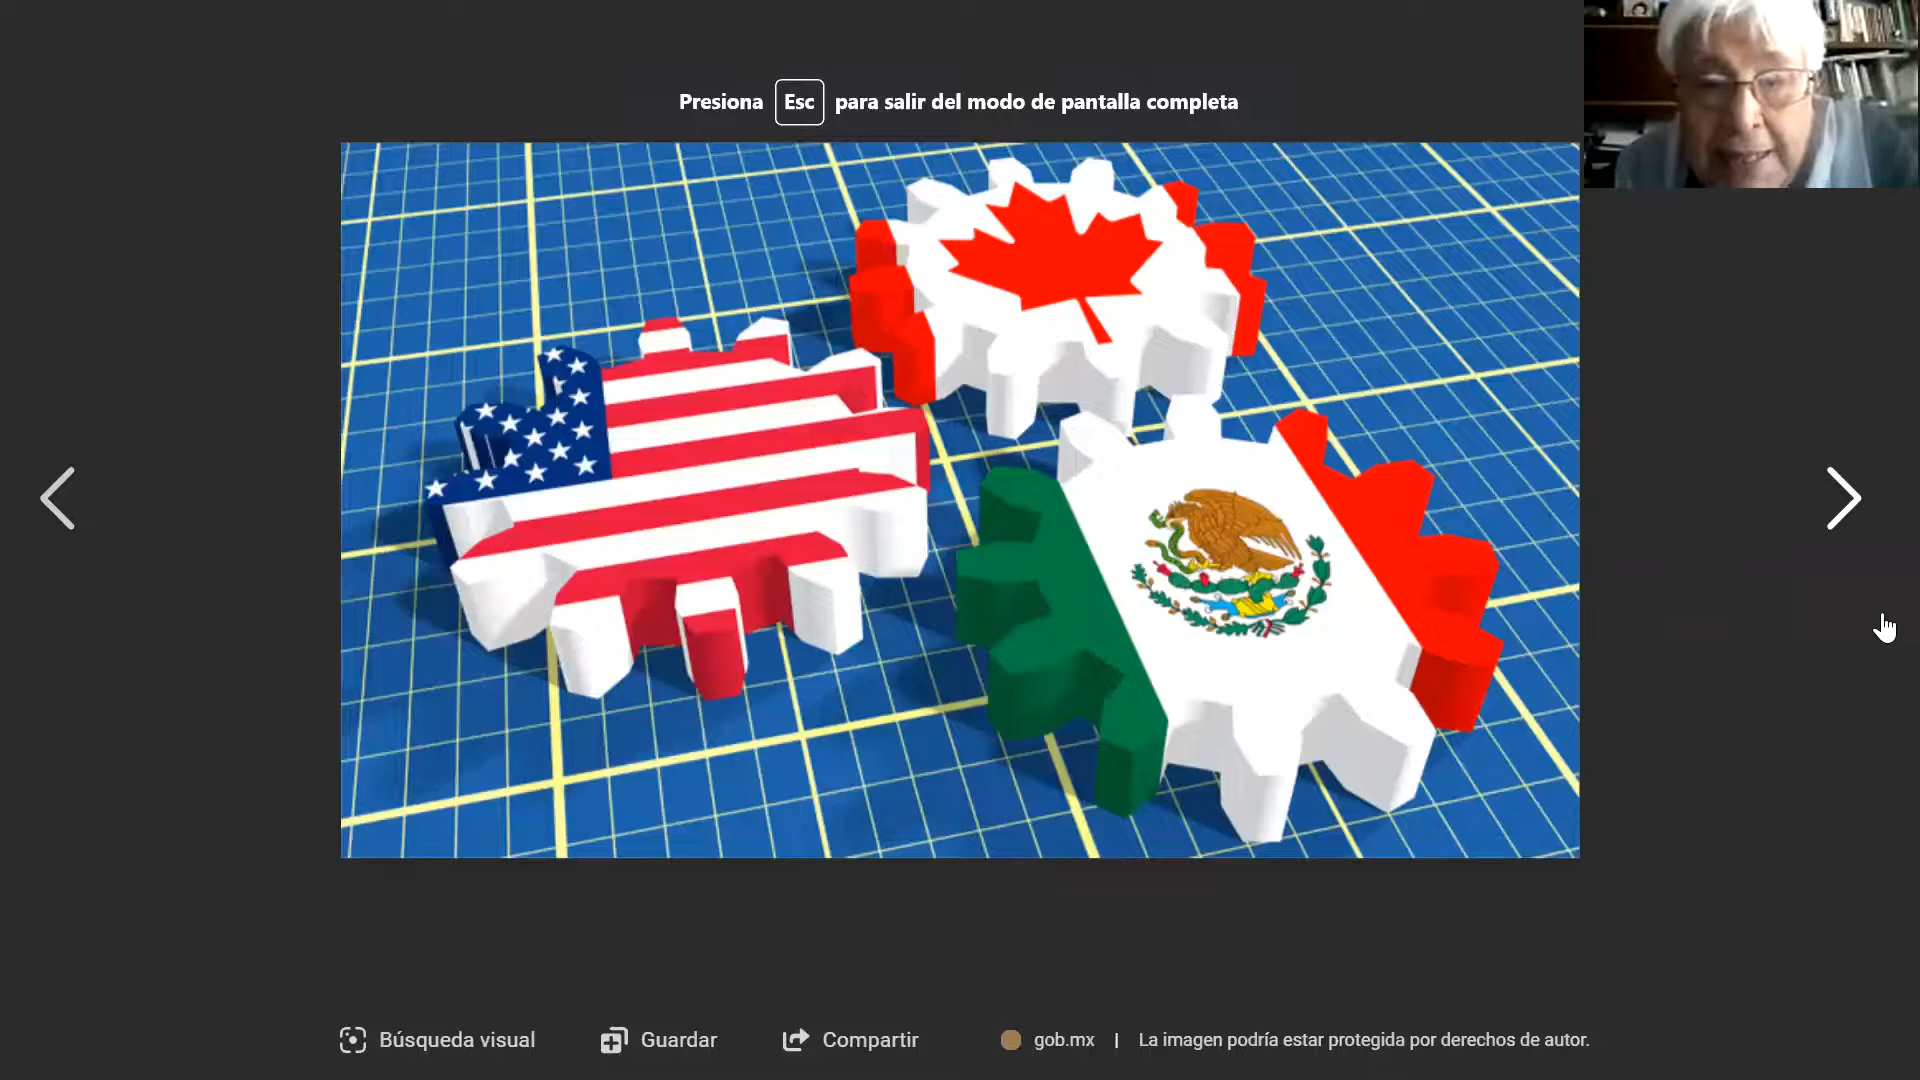 Presiona Esc para salir del modo de pantalla completa
Búsqueda visual Guardar Compartir gob.mx | La imagen podría estar protegida por derechos de autor.